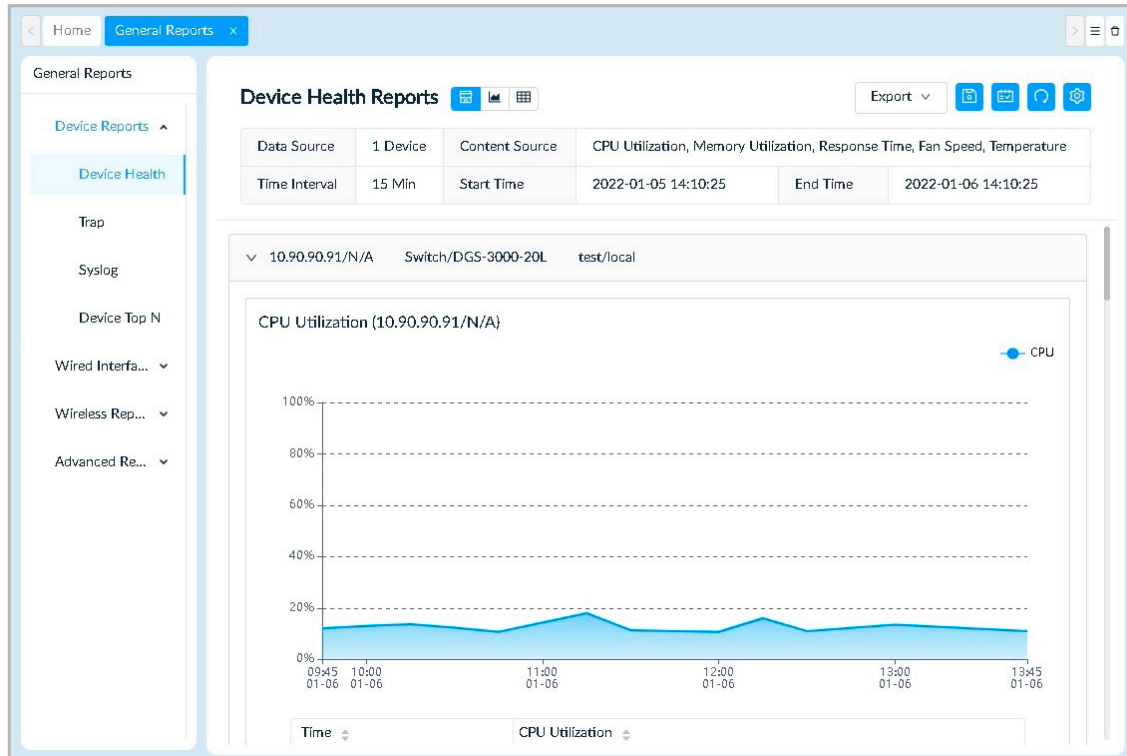 Home
General Reports x
General Reports
Device Reports
Device Health
Trap
Syslog
Device Top N
Wired Interfa...
Wireless Rep...
Advanced Re...
Device Health Reports
Export
Data Source 1 Device Content Source CPU Utilization, Memory Utilization, Response Time, Fan Speed, Temperature
Time Interval 15 Min Start Time 2022-01-05 14:10:25 End Time 2022-01-06 14:10:25
10.90.90.91/N/A Switch/DGS-3000-20L test/local
CPU Utilization (10.90.90.91/N/A)
CPU
100%
80%
60%
40%
20%
0%
09:45 10:00 11:00 12:00 13:00 13:45
01-06 01-06 01-06 01-06 01-06 01-06
Time CPU Utilization